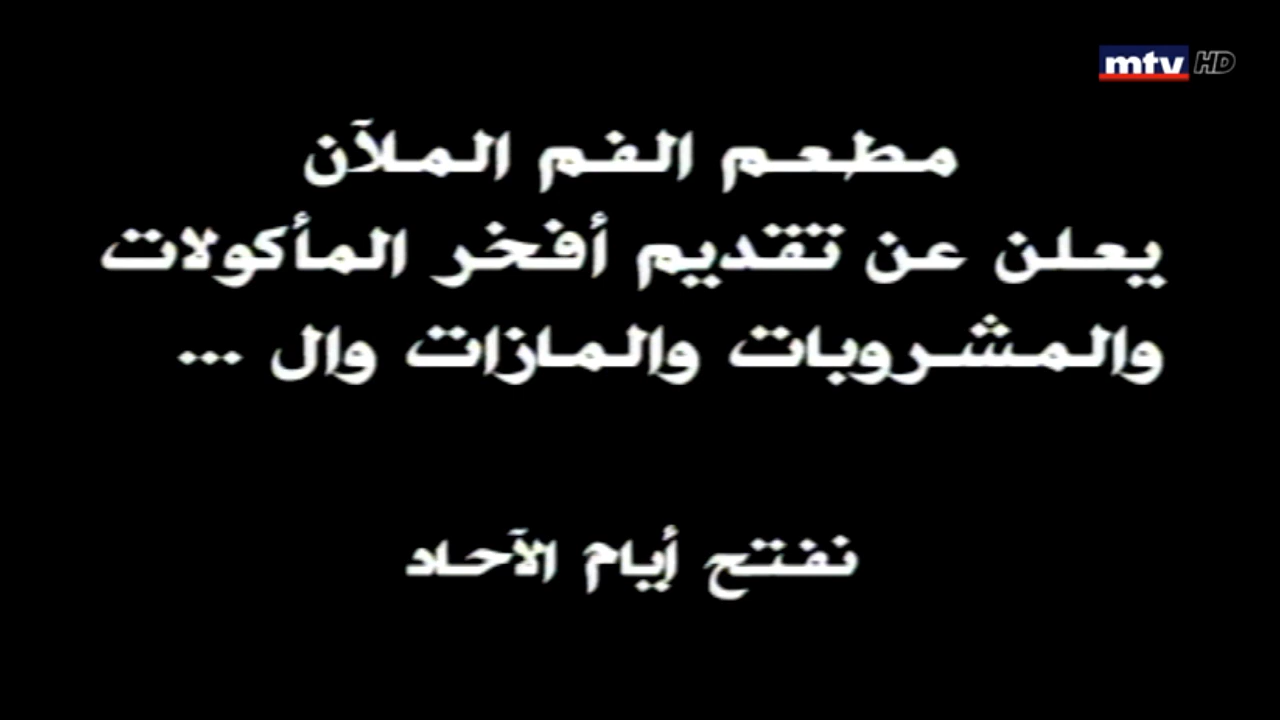 mtv HD
مطعم الفم الملآن
يعلن عن تقديم أفخر المأكولات
والمشروبات والمازات وال ...
نفتح أيام الآحاد